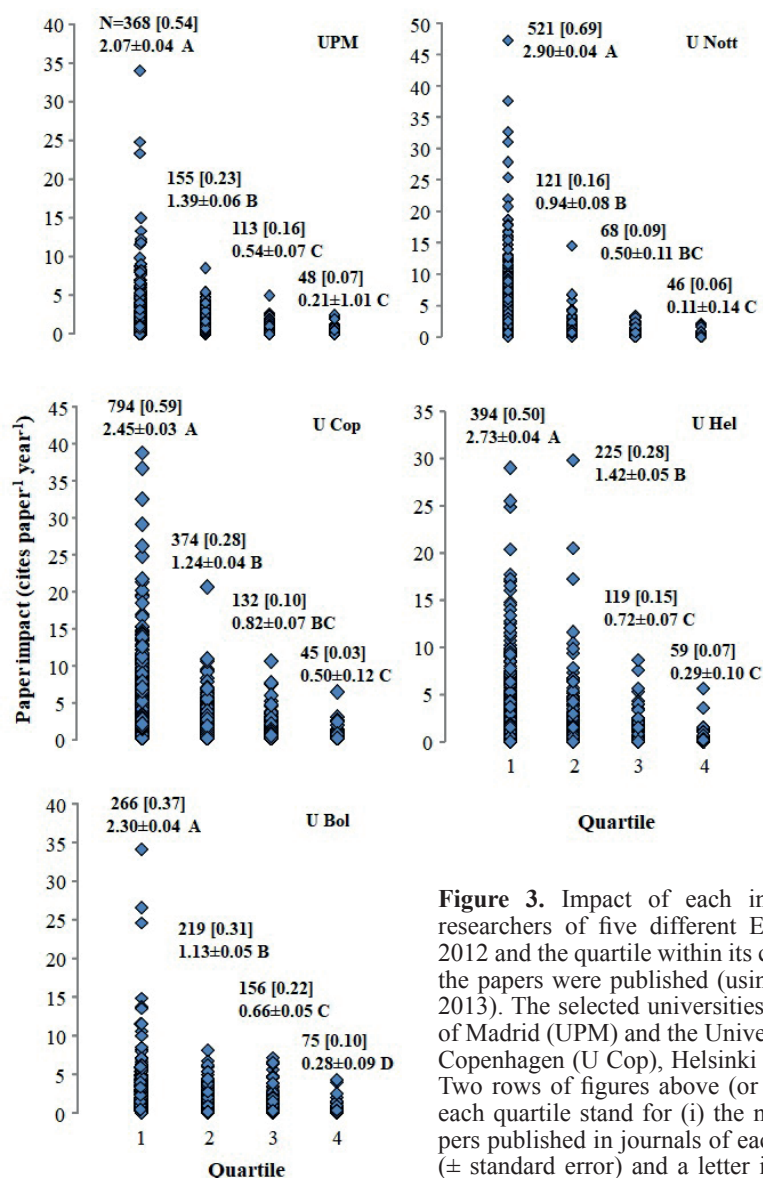 N=368 [0.54]
2.07±0.04 A
UPM
155 [0.23]
1.39±0.06 B
113 [0.16]
0.54±0.07 C
48 [0.07]
0.21±1.01 C
40
35
30
25
20
15
10
5
0
521 [0.69]
2.90±0.04 A
U Nott
121 [0.16]
0.94±0.08 B
68 [0.09]
0.50±0.11 BC
46 [0.06]
0.11±0.14 C
50
45
40
35
30
25
20
15
10
5
0
Paper impact (cites paper-1 year-1)
794 [0.59]
2.45±0.03 A
U Cop
374 [0.28]
1.24±0.04 B
132 [0.10]
0.82±0.07 BC
45 [0.03]
0.50±0.12 C
45
40
35
30
25
20
15
10
5
0
394 [0.50]
2.73±0.04 A
U Hel
225 [0.28]
1.42±0.05 B
119 [0.15]
0.72±0.07 C
59 [0.07]
0.29±0.10 C
35
30
25
20
15
10
5
0
1 2 3 4
Quartile
266 [0.37]
2.30±0.04 A
U Bol
219 [0.31]
1.13±0.05 B
156 [0.22]
0.66±0.05 C
75 [0.10]
0.28±0.09 D
40
35
30
25
20
15
10
5
0
1 2 3 4
Quartile
Figure 3. Impact of each in
researchers of five different E
2012 and the quartile within its c
the papers were published (usin
2013). The selected universities
of Madrid (UPM) and the Unive
Copenhagen (U Cop), Helsinki
Two rows of figures above (or
each quartile stand for (i) the n
pers published in journals of eac
(± standard error) and a letter i